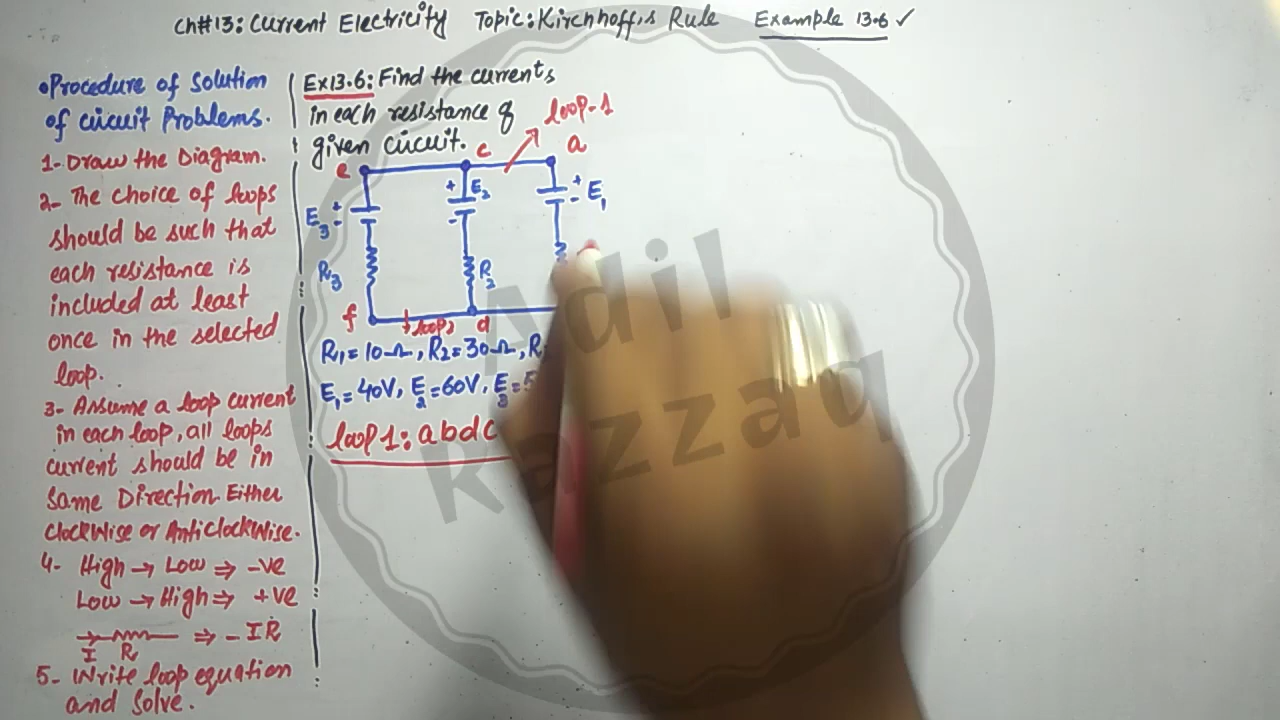 Ch#13: Current Electricity Topic: Kirchhoff,s Rule Example 13.6 ✓
•Procedure of Solution
of circuit Problems.
1- Draw the Diagram.
2- The choice of loops
should be such that
each resistance is
included at least
once in the selected
loop.
3- Assume a loop current
in each loop, all loops
current should be in
Same Direction Either
ClockWise or AntiClockWise.
4- High → Low ⇒ -ve
Low → High ⇒ +ve
I R ⇒ - IR
5- Write loop equation
and Solve.
Ex13.6: Find the currents
in each resistance of
given circuit.
loop-1
e c a
E3 + - + E2 - + - E1
R3 R2
f loop2 d
R1 = 10Ω, R2 = 30Ω, R
E1 = 40V, E2 = 60V, E3 = 5
loop 1: abdc
Adil
Razzaq